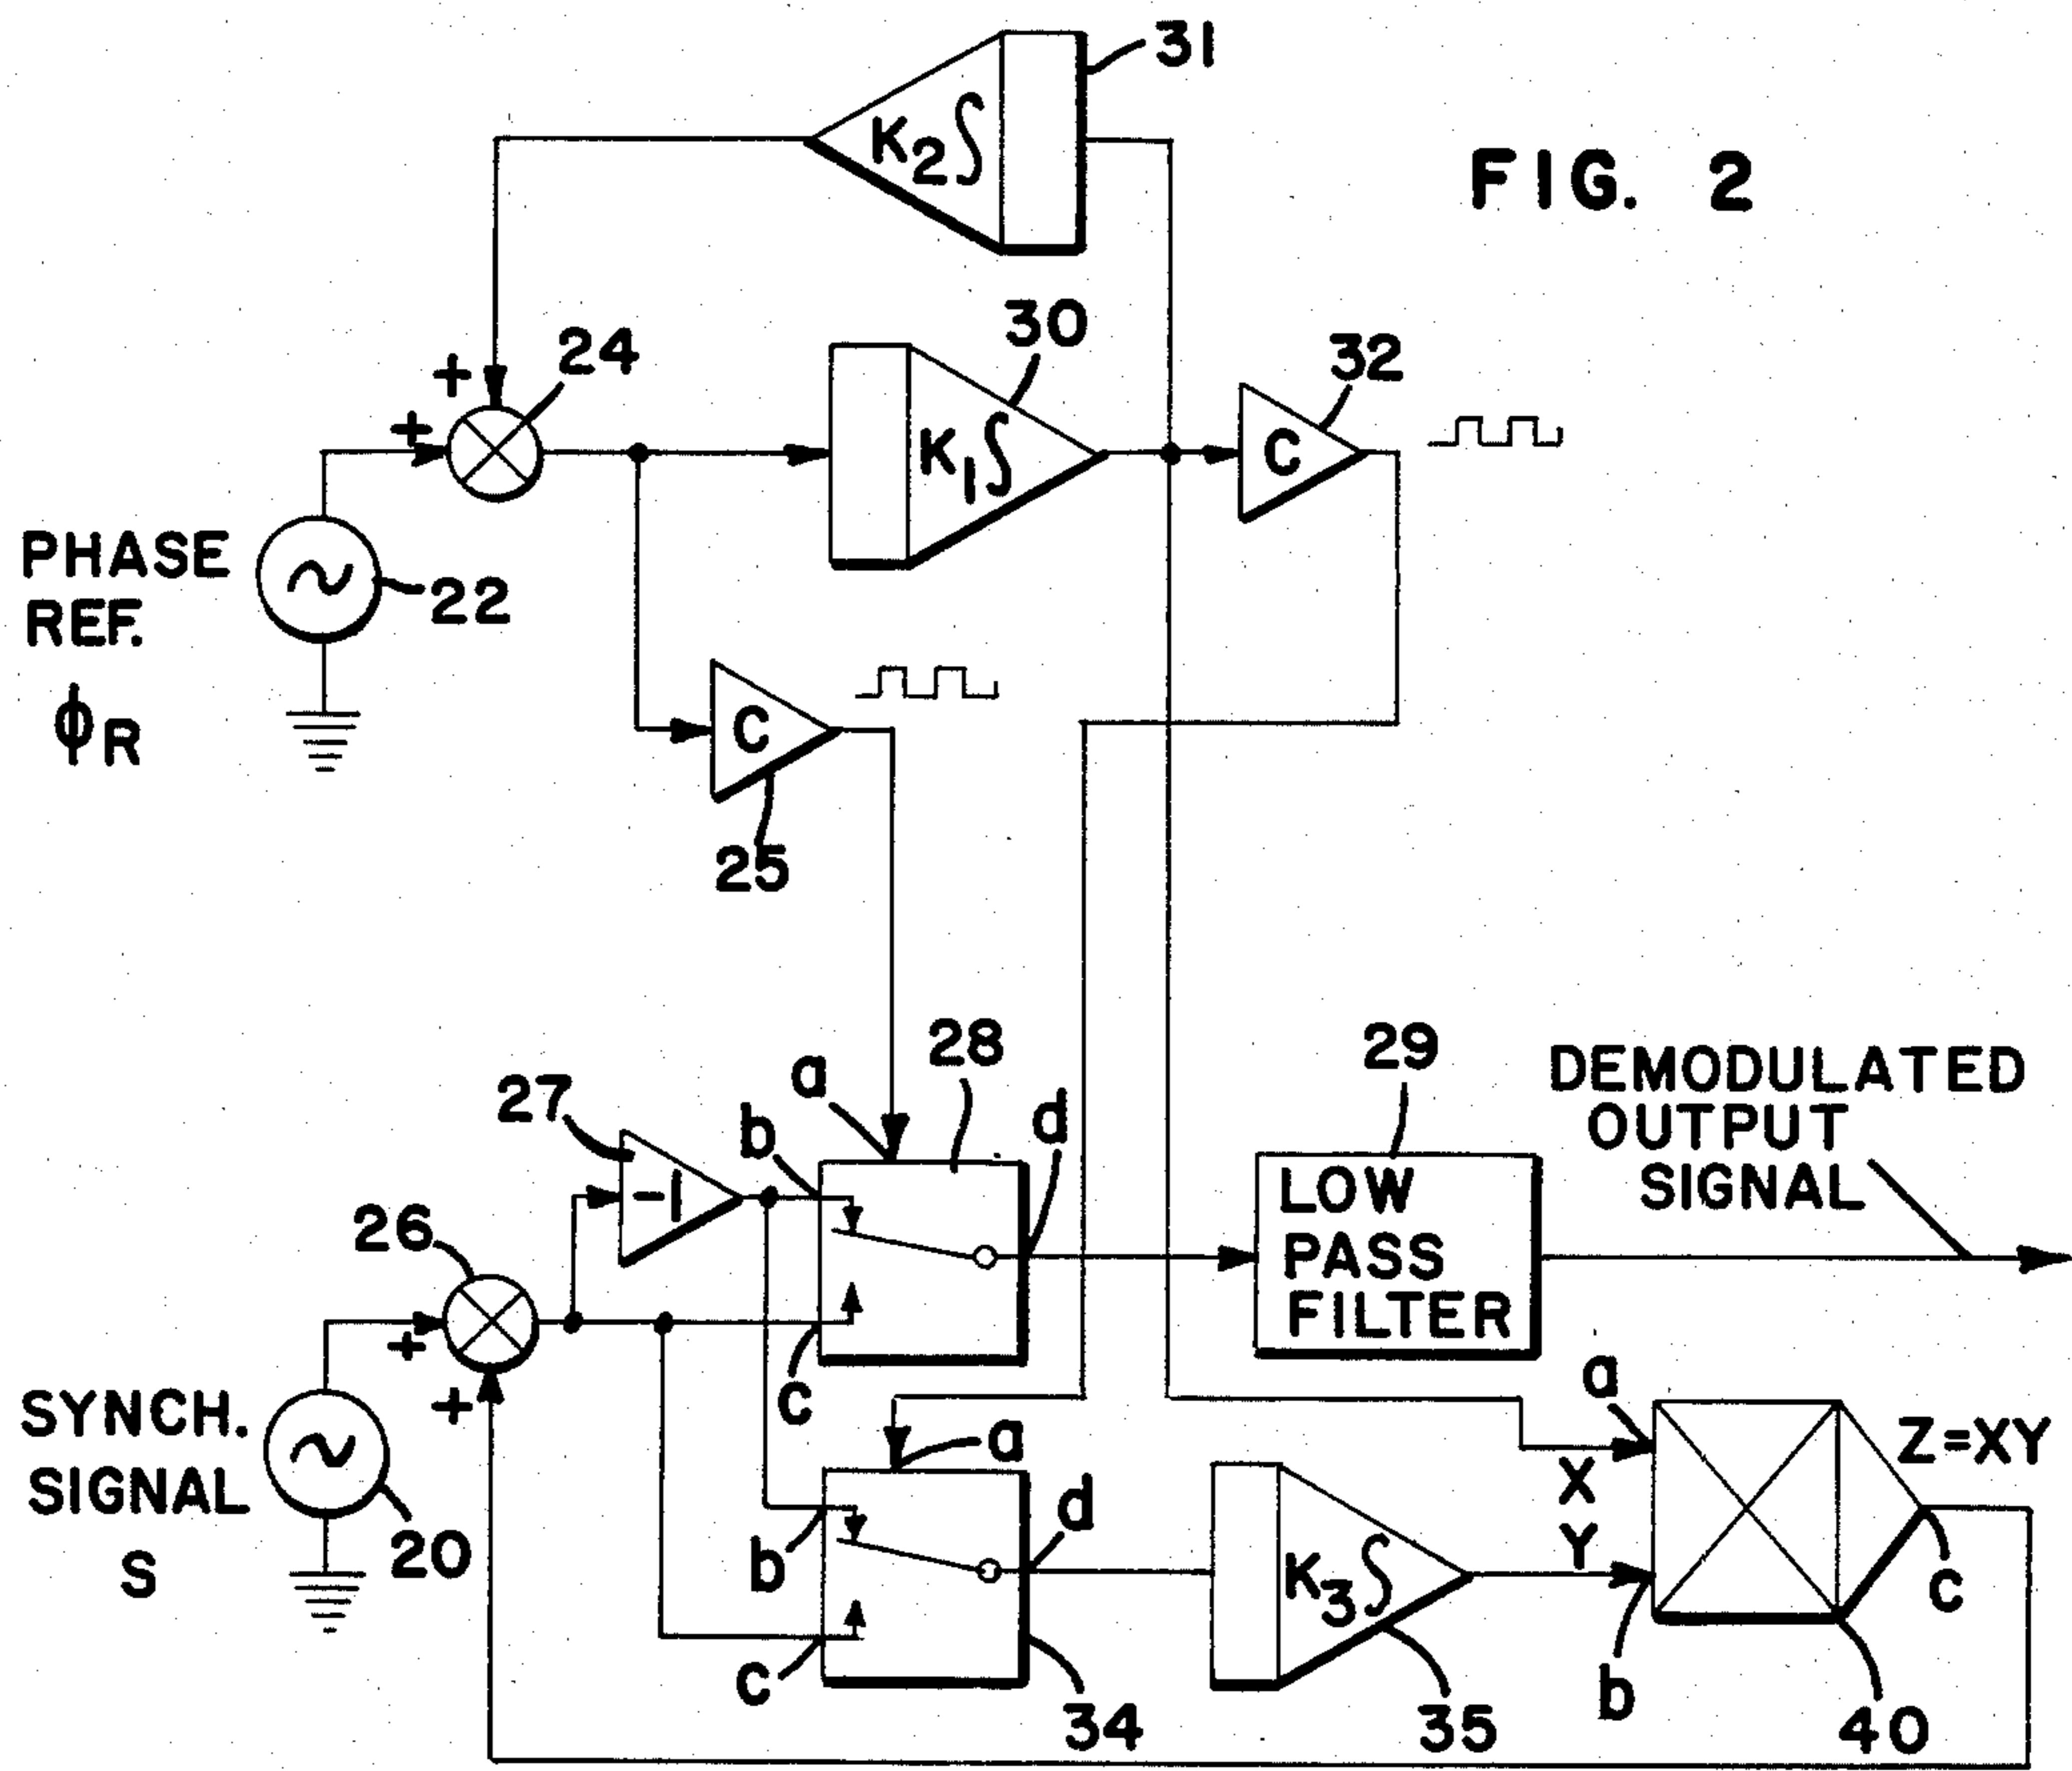 31
K2∫
FIG. 2
30
24
32
+
+
K1∫
C
PHASE
REF.
ϕR
22
C
25
28
29
DEMODULATED
OUTPUT
SIGNAL
a
27
b
d
-1
LOW
PASS
FILTER
26
+
c
+
a
a
Z=XY
SYNCH.
SIGNAL
S
20
X
Y
d
b
K3∫
c
c
b
34
35
40